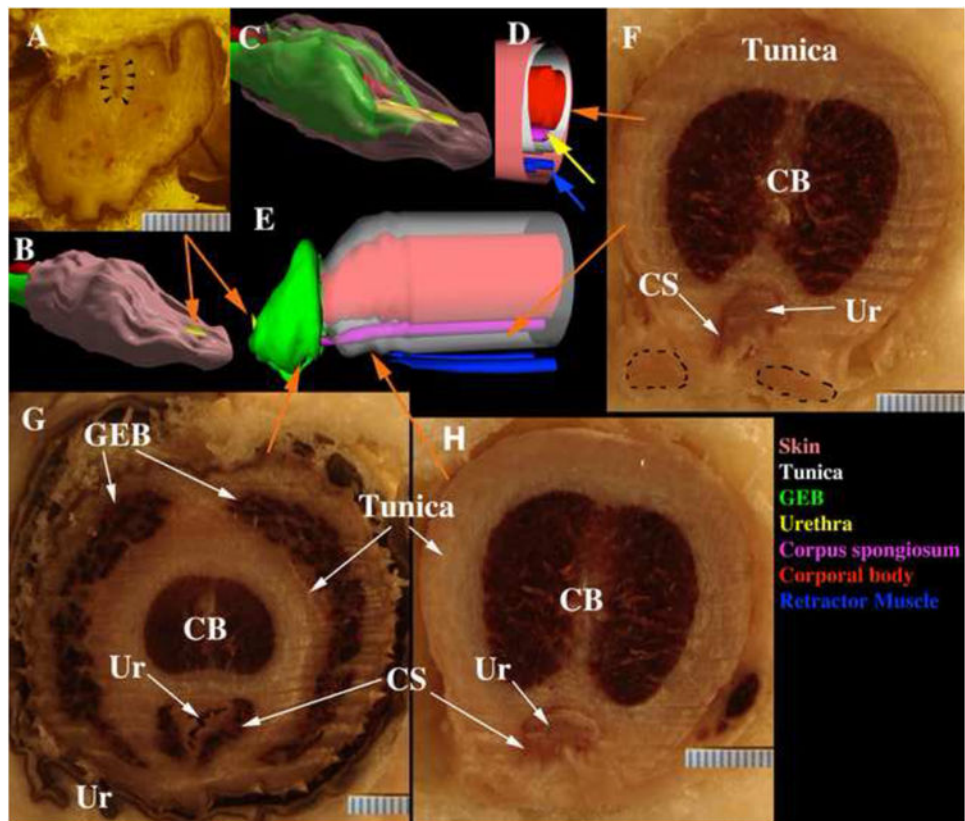 A
C
D
F
Tunica
CB
CS
Ur
B
E
G
GEB
H
Tunica
CB
Ur
CS
Ur
CB
Ur
Skin
Tunica
GEB
Urethra
Corpus spongiosum
Corporal body
Retractor Muscle